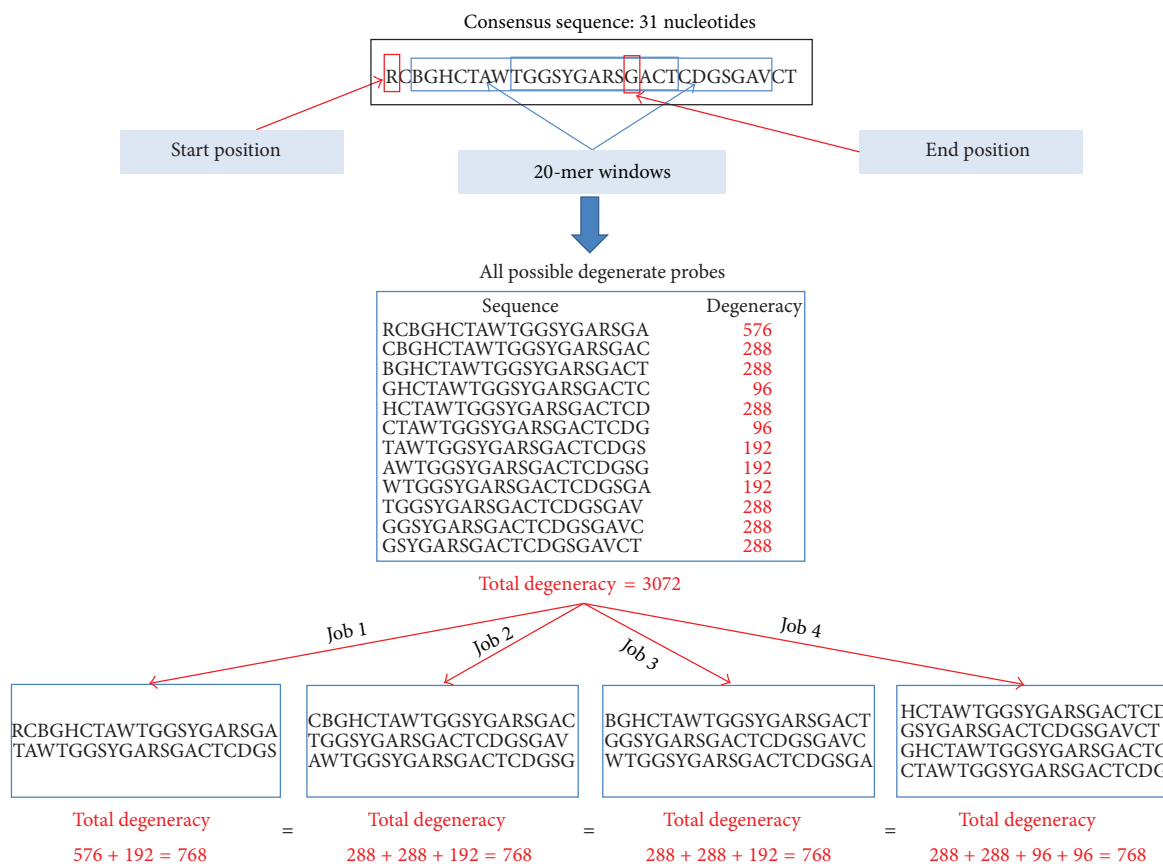 Consensus sequence: 31 nucleotides
RCBGHCTAWTGGSYGARSGACTCDGSGAVCT
Start position
End position
20-mer windows
All possible degenerate probes
Sequence Degeneracy
RCBGHCTAWTGGSYGARSGA 576
CBGHCTAWTGGSYGARSGAC 288
BGHCTAWTGGSYGARSGACT 288
GHCTAWTGGSYGARSGACTC 96
HCTAWTGGSYGARSGACTCD 288
CTAWTGGSYGARSGACTCDG 96
TAWTGGSYGARSGACTCDGS 192
AWTGGSYGARSGACTCDGSG 192
WTGGSYGARSGACTCDGSGA 192
TGGSYGARSGACTCDGSGAV 288
GGSYGARSGACTCDGSGAVC 288
GSYGARSGACTCDGSGAVCT 288
Total degeneracy = 3072
Job 1
Job 2
Job 3
Job 4
RCBGHCTAWTGGSYGARSGA
TAWTGGSYGARSGACTCDGS
CBGHCTAWTGGSYGARSGAC
TGGSYGARSGACTCDGSGAV
AWTGGSYGARSGACTCDGSG
BGHCTAWTGGSYGARSGACT
GGSYGARSGACTCDGSGAVC
WTGGSYGARSGACTCDGSGA
HCTAWTGGSYGARSGACTCD
GSYGARSGACTCDGSGAVCT
GHCTAWTGGSYGARSGACTC
CTAWTGGSYGARSGACTCDG
Total degeneracy
576 + 192 = 768
=
Total degeneracy
288 + 288 + 192 = 768
=
Total degeneracy
288 + 288 + 192 = 768
=
Total degeneracy
288 + 288 + 96 + 96 = 768